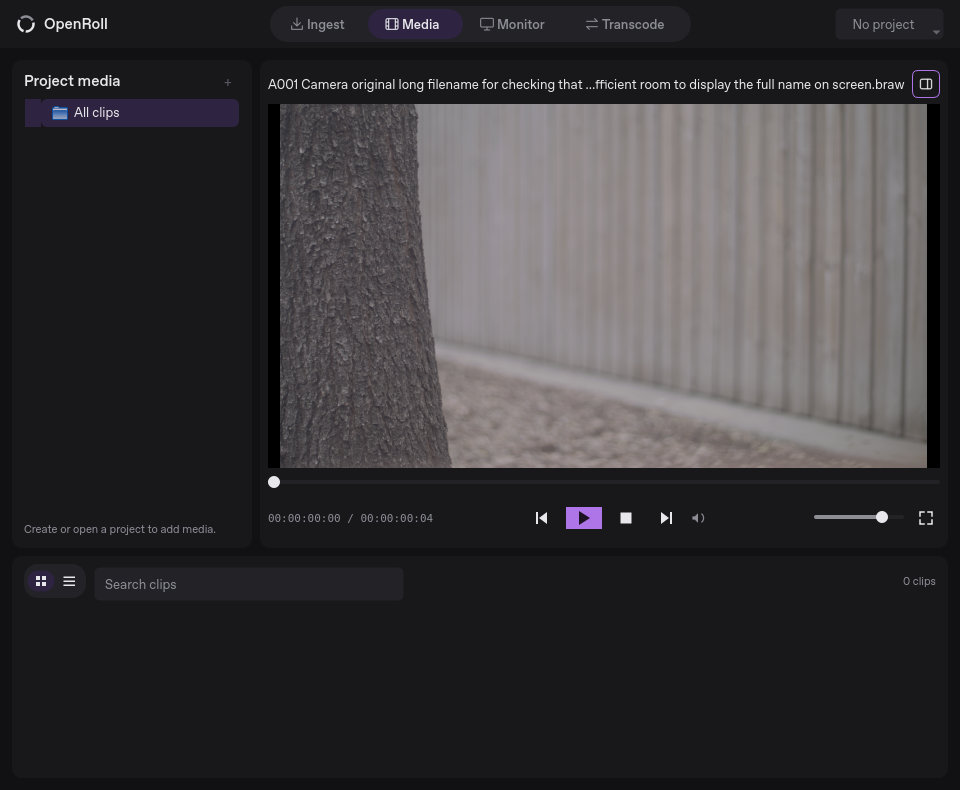 OpenRoll
Ingest
Media
Monitor
Transcode
No project
Project media
+
All clips
Create or open a project to add media.
A001 Camera original long filename for checking that ...fficient room to display the full name on screen.braw
00:00:00:00 / 00:00:00:04
Search clips
0 clips